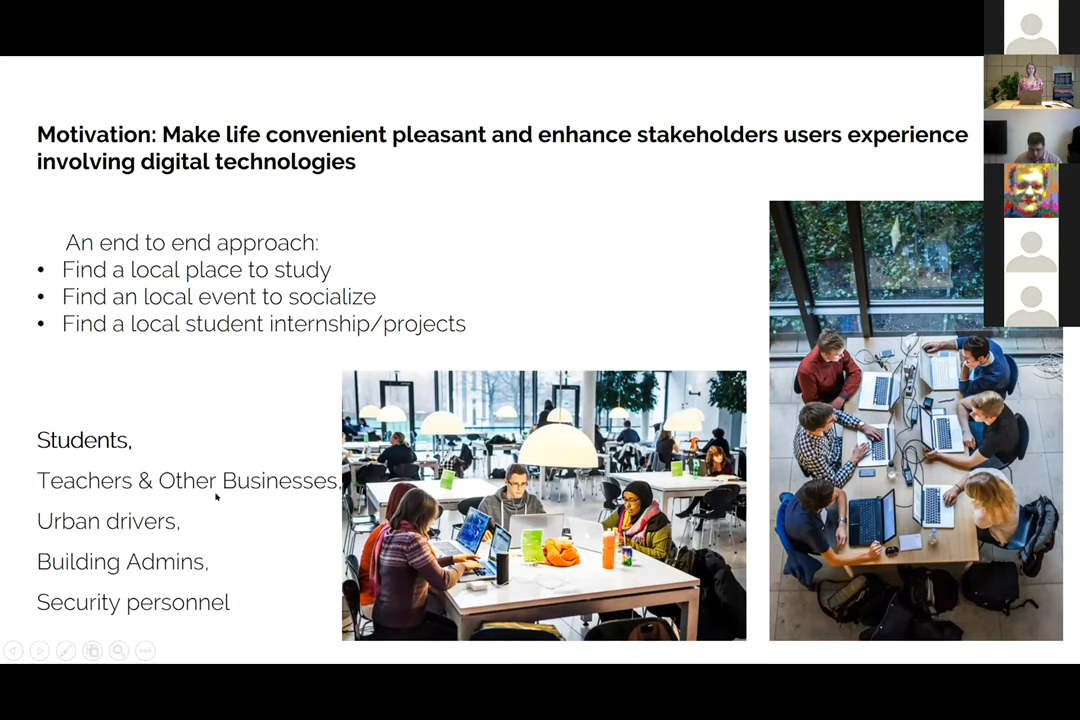 Motivation: Make life convenient pleasant and enhance stakeholders users experience
involving digital technologies
An end to end approach:
• Find a local place to study
• Find an local event to socialize
• Find a local student internship/projects
Students,
Teachers & Other Businesses,
Urban drivers,
Building Admins,
Security personnel